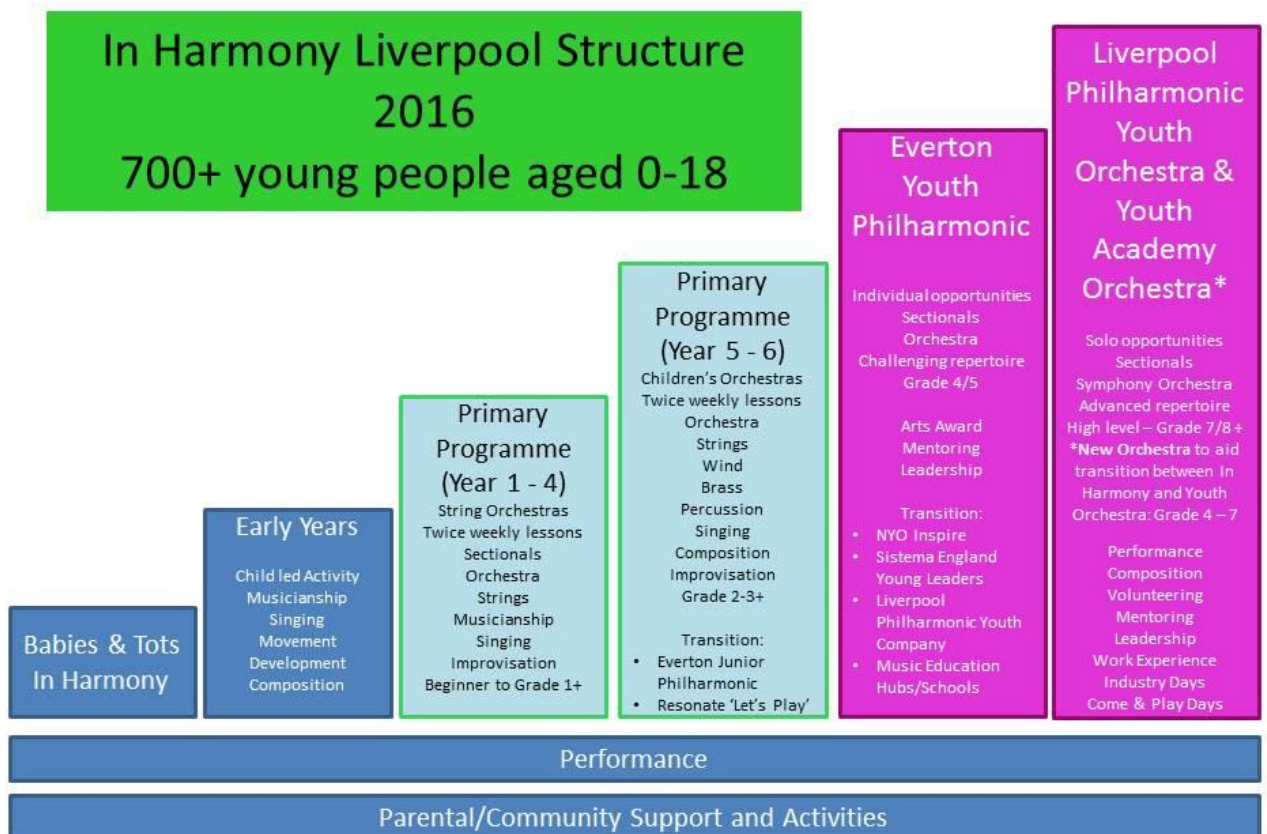 In Harmony Liverpool Structure
2016
700+ young people aged 0-18
Babies & Tots
In Harmony
Early Years
Child led Activity
Musicianship
Singing
Movement
Development
Composition
Primary
Programme
(Year 1 - 4)
String Orchestras
Twice weekly lessons
Sectionals
Orchestra
Strings
Musicianship
Singing
Improvisation
Beginner to Grade 1+
Primary
Programme
(Year 5 - 6)
Children's Orchestras
Twice weekly lessons
Orchestra
Strings
Wind
Brass
Percussion
Singing
Composition
Improvisation
Grade 2-3+
Transition:
• Everton Junior
Philharmonic
• Resonate 'Let's Play'
Everton
Youth
Philharmonic
Individual opportunities
Sectionals
Orchestra
Challenging repertoire
Grade 4/5
Arts Award
Mentoring
Leadership
Transition:
• NYO Inspire
• Sistema England
Young Leaders
• Liverpool
Philharmonic Youth
Company
• Music Education
Hubs/Schools
Liverpool
Philharmonic
Youth
Orchestra &
Youth
Academy
Orchestra*
Solo opportunities
Sectionals
Symphony Orchestra
Advanced repertoire
High level – Grade 7/8 +
*New Orchestra to aid
transition between In
Harmony and Youth
Orchestra: Grade 4 – 7
Performance
Composition
Volunteering
Mentoring
Leadership
Work Experience
Industry Days
Come & Play Days
Performance
Parental/Community Support and Activities